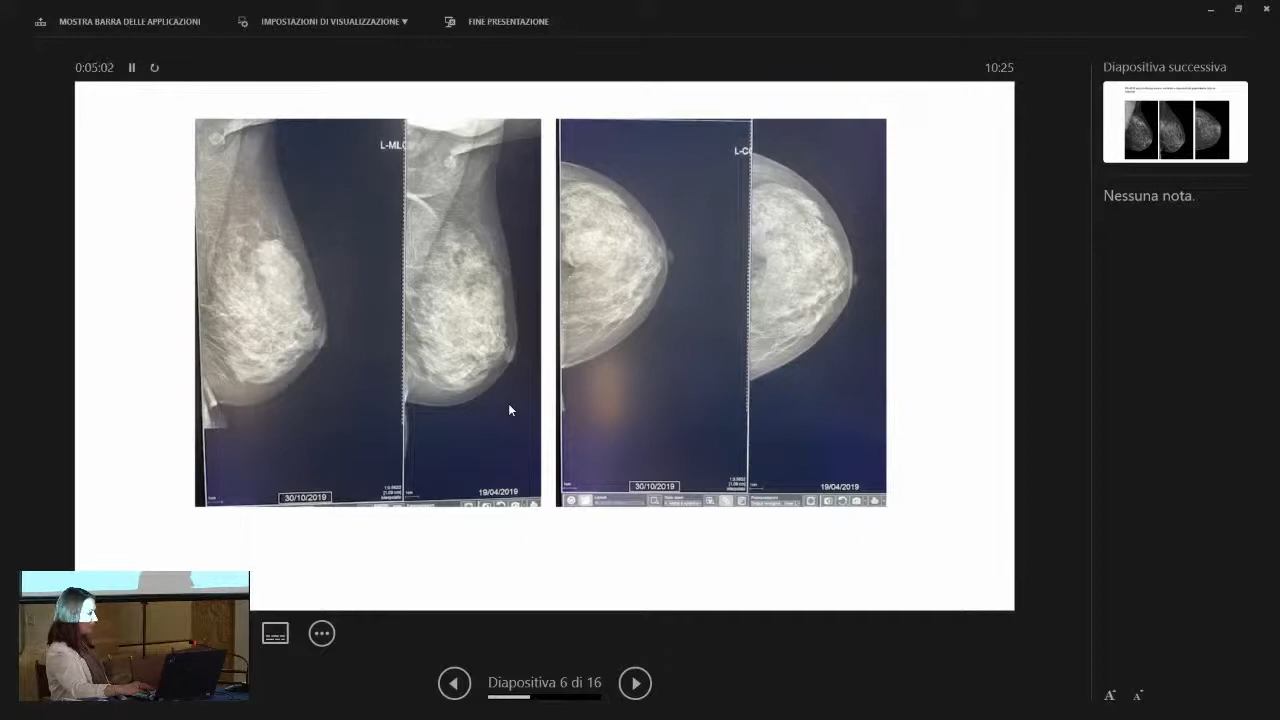 MOSTRA BARRA DELLE APPLICAZIONI
IMPOSTAZIONI DI VISUALIZZAZIONE ▼
FINE PRESENTAZIONE
0:05:02
10:25
Diapositiva successiva
Nessuna nota.
L-MLO
L-CC
30/10/2019
19/04/2019
30/10/2019
19/04/2019
Diapositiva 6 di 16